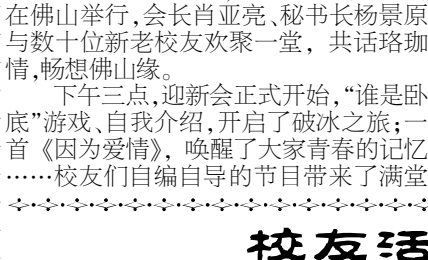 在佛山举行，会长肖亚亮、秘书长杨景原
与数十位新老校友欢聚一堂，共话珞珈
情，畅想佛山缘。
下午三点，迎新会正式开始，“谁是卧
底”游戏、自我介绍，开启了破冰之旅；一
首《因为爱情》，唤醒了大家青春的记忆
……校友们自编自导的节目带来了满堂
校友活